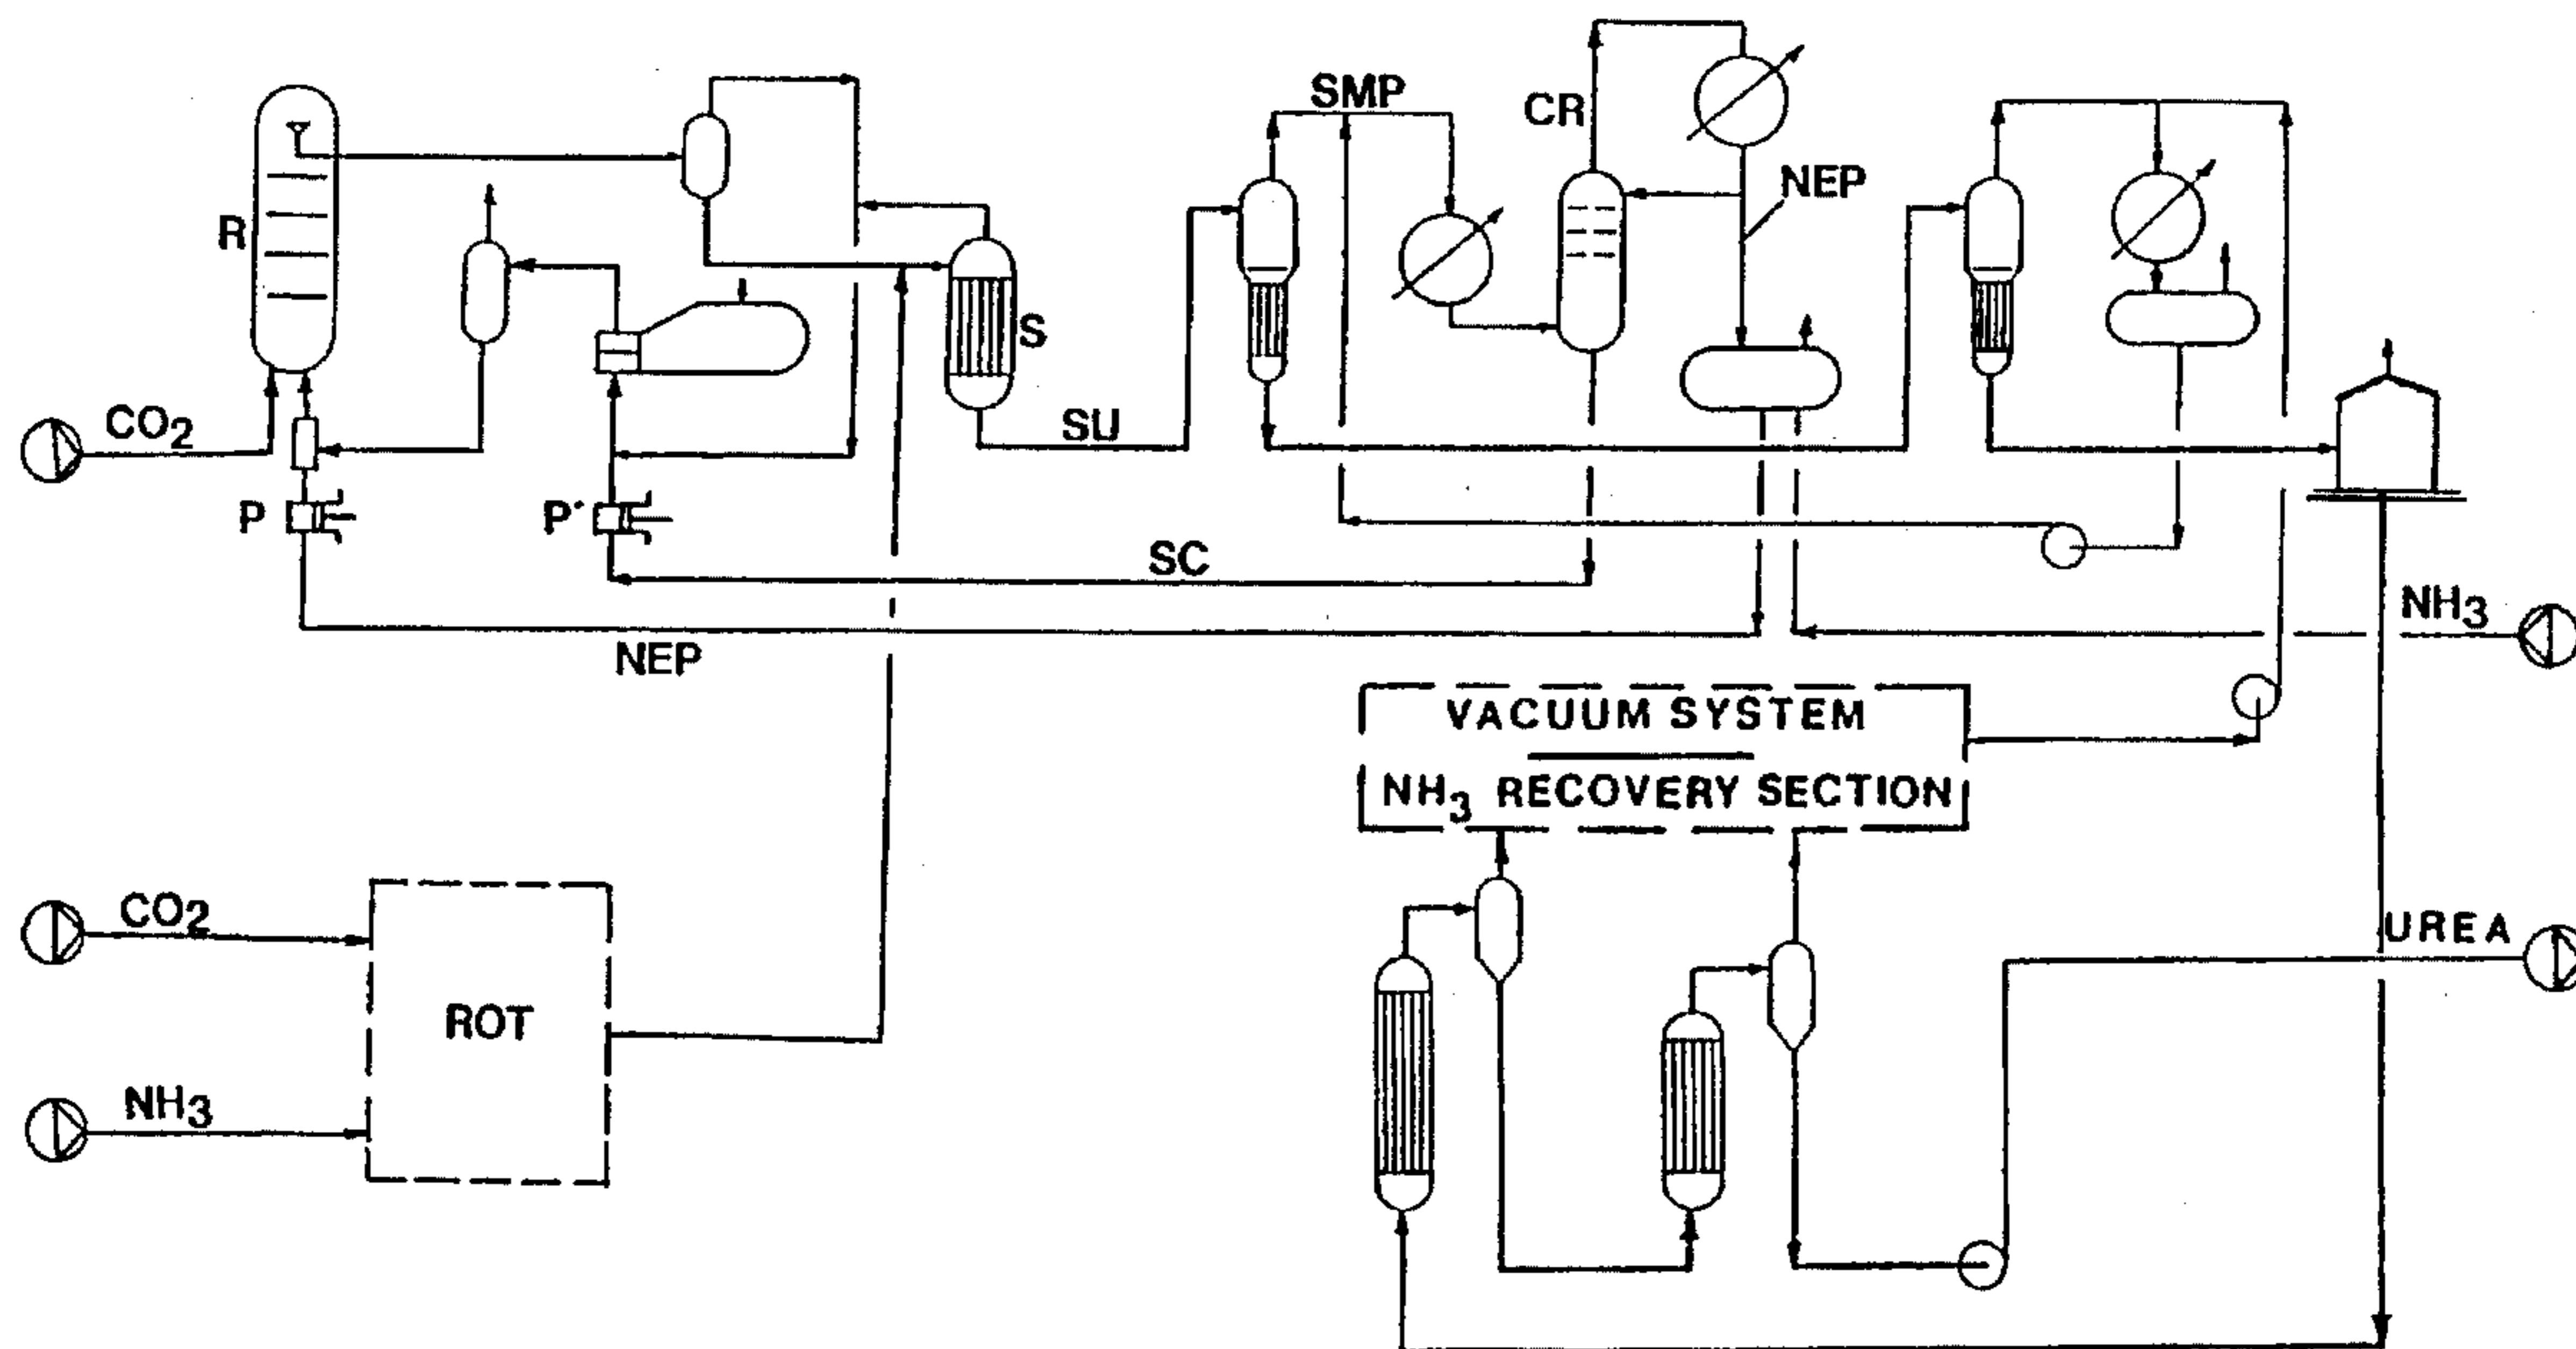 SMP
CR
NEP
R
S
CO2
SU
P
P'
SC
NH3
NEP
VACUUM SYSTEM
NH3 RECOVERY SECTION
CO2
UREA
ROT
NH3